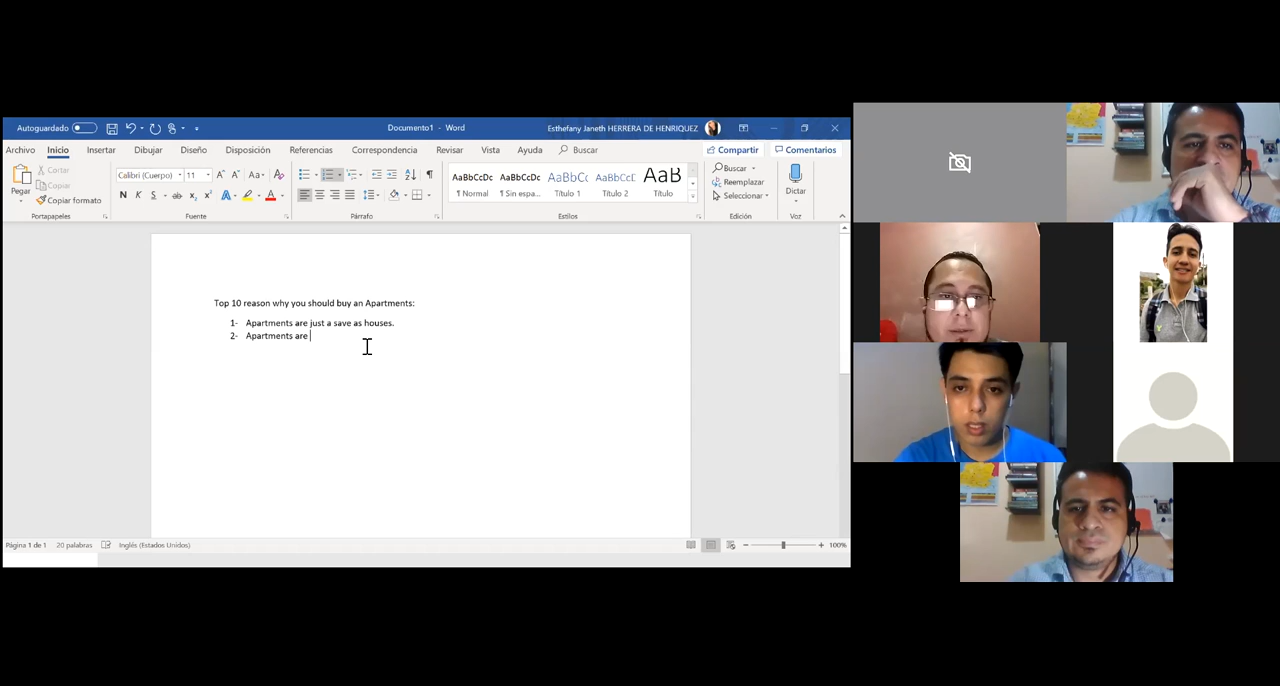 Autoguardado
Documento1 - Word
Esthefany Janeth HERRERA DE HENRIQUEZ
Archivo Inicio Insertar Dibujar Diseño Disposición Referencias Correspondencia Revisar Vista Ayuda Buscar Compartir Comentarios
Pegar
Cortar
Copiar
Copiar formato
Portapapeles
Calibri (Cuerpo) 11
N K S
Fuente
Párrafo
AaBbCcDc AaBbCcDc AaBbCc AaBbCcC AaB
¶ Normal ¶ Sin espa... Título 1 Título 2 Título
Estilos
Buscar
Reemplazar
Seleccionar
Edición
Dictar
Voz
Top 10 reason why you should buy an Apartments:
1- Apartments are just a save as houses.
2- Apartments are
Página 1 de 1 20 palabras Inglés (Estados Unidos) 100%